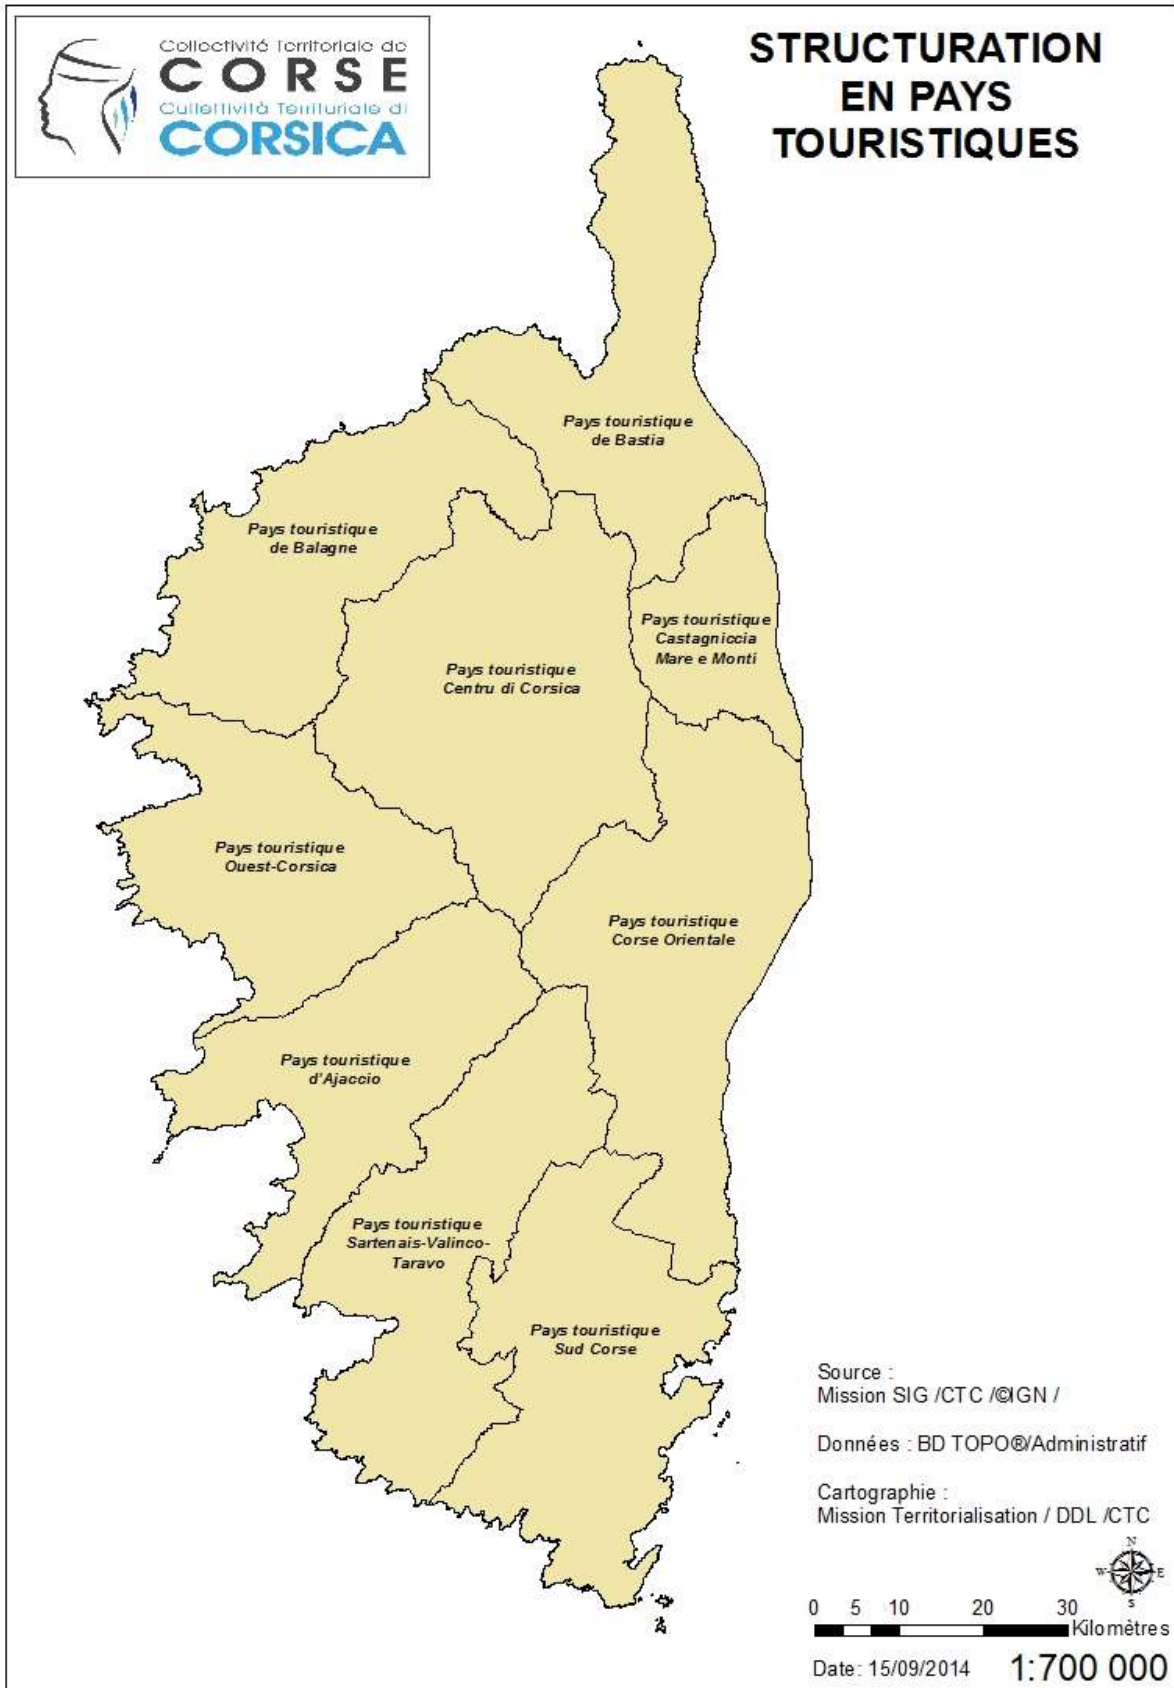 Collectivité Territoriale de
CORSE
Cullettività Territuriale di
CORSICA
STRUCTURATION
EN PAYS
TOURISTIQUES
Pays touristique
de Bastia
Pays touristique
de Balagne
Pays touristique
Castagniccia
Mare e Monti
Pays touristique
Centru di Corsica
Pays touristique
Ouest-Corsica
Pays touristique
Corse Orientale
Pays touristique
d'Ajaccio
Pays touristique
Sartenais-Valinco-
Taravo
Pays touristique
Sud Corse
Source :
Mission SIG /CTC /©IGN /
Données : BD TOPO®/Administratif
Cartographie :
Mission Territorialisation / DDL /CTC
N
W E
S
0 5 10 20 30
Kilomètres
Date: 15/09/2014 1:700 000